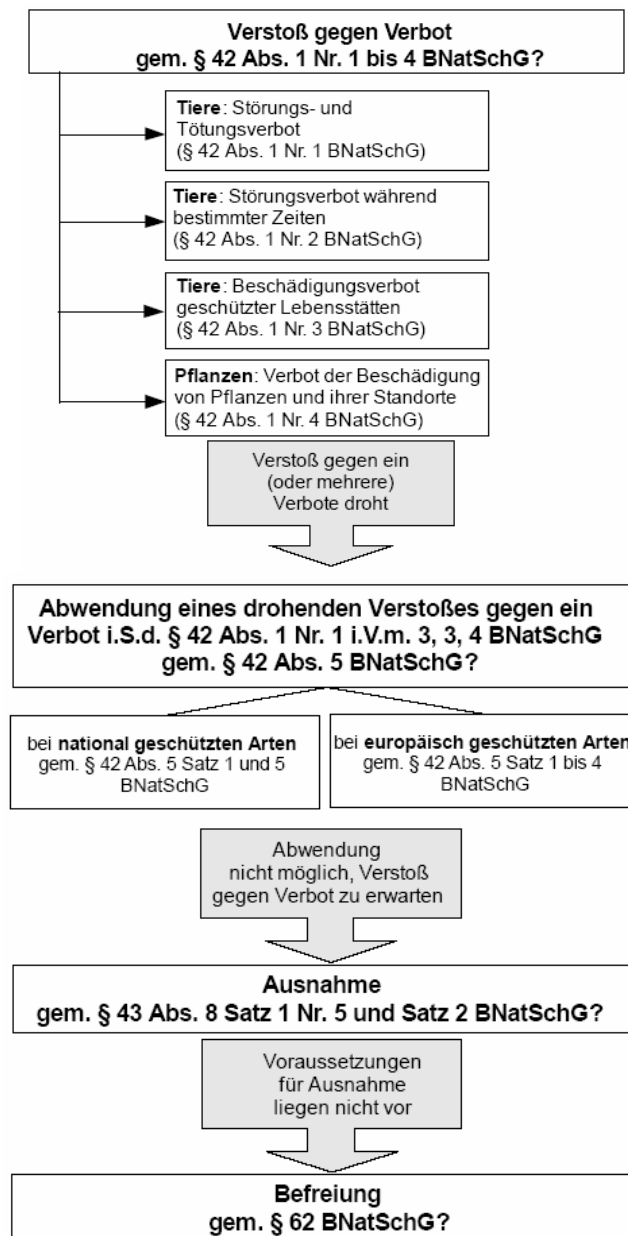 Verstoß gegen Verbot
gem. § 42 Abs. 1 Nr. 1 bis 4 BNatSchG?
Tiere: Störungs- und
Tötungsverbot
(§ 42 Abs. 1 Nr. 1 BNatSchG)
Tiere: Störungsverbot während
bestimmter Zeiten
(§ 42 Abs. 1 Nr. 2 BNatSchG)
Tiere: Beschädigungsverbot
geschützter Lebensstätten
(§ 42 Abs. 1 Nr. 3 BNatSchG)
Pflanzen: Verbot der Beschädigung
von Pflanzen und ihrer Standorte
(§ 42 Abs. 1 Nr. 4 BNatSchG)
Verstoß gegen ein
(oder mehrere)
Verbote droht
Abwendung eines drohenden Verstoßes gegen ein
Verbot i.S.d. § 42 Abs. 1 Nr. 1 i.V.m. 3, 3, 4 BNatSchG
gem. § 42 Abs. 5 BNatSchG?
bei national geschützten Arten
gem. § 42 Abs. 5 Satz 1 und 5
BNatSchG
bei europäisch geschützten Arten
gem. § 42 Abs. 5 Satz 1 bis 4
BNatSchG
Abwendung
nicht möglich, Verstoß
gegen Verbot zu erwarten
Ausnahme
gem. § 43 Abs. 8 Satz 1 Nr. 5 und Satz 2 BNatSchG?
Voraussetzungen
für Ausnahme
liegen nicht vor
Befreiung
gem. § 62 BNatSchG?